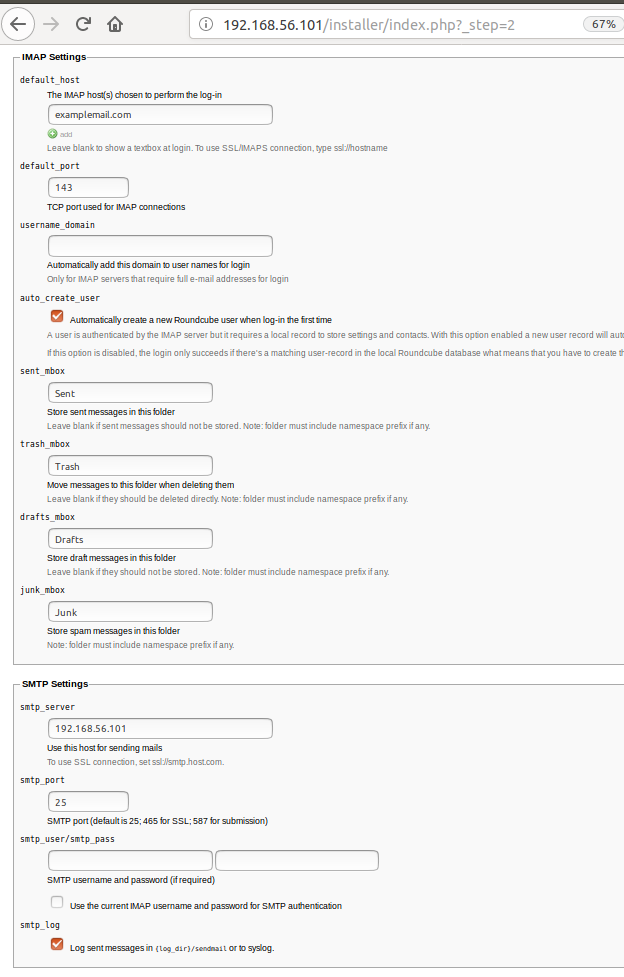 192.168.56.101/installer/index.php?_step=2
67%
IMAP Settings
default_host
The IMAP host(s) chosen to perform the log-in
examplemail.com
add
Leave blank to show a textbox at login. To use SSL/IMAPS connection, type ssl://hostname
default_port
143
TCP port used for IMAP connections
username_domain
Automatically add this domain to user names for login
Only for IMAP servers that require full e-mail addresses for login
auto_create_user
Automatically create a new Roundcube user when log-in the first time
A user is authenticated by the IMAP server but it requires a local record to store settings and contacts. With this option enabled a new user record will auto
If this option is disabled, the login only succeeds if there's a matching user-record in the local Roundcube database what means that you have to create th
sent_mbox
Sent
Store sent messages in this folder
Leave blank if sent messages should not be stored. Note: folder must include namespace prefix if any.
trash_mbox
Trash
Move messages to this folder when deleting them
Leave blank if they should be deleted directly. Note: folder must include namespace prefix if any.
drafts_mbox
Drafts
Store draft messages in this folder
Leave blank if they should not be stored. Note: folder must include namespace prefix if any.
junk_mbox
Junk
Store spam messages in this folder
Note: folder must include namespace prefix if any.
SMTP Settings
smtp_server
192.168.56.101
Use this host for sending mails
To use SSL connection, set ssl://smtp.host.com.
smtp_port
25
SMTP port (default is 25; 465 for SSL; 587 for submission)
smtp_user/smtp_pass
SMTP username and password (if required)
Use the current IMAP username and password for SMTP authentication
smtp_log
Log sent messages in {log_dir}/sendmail or to syslog.